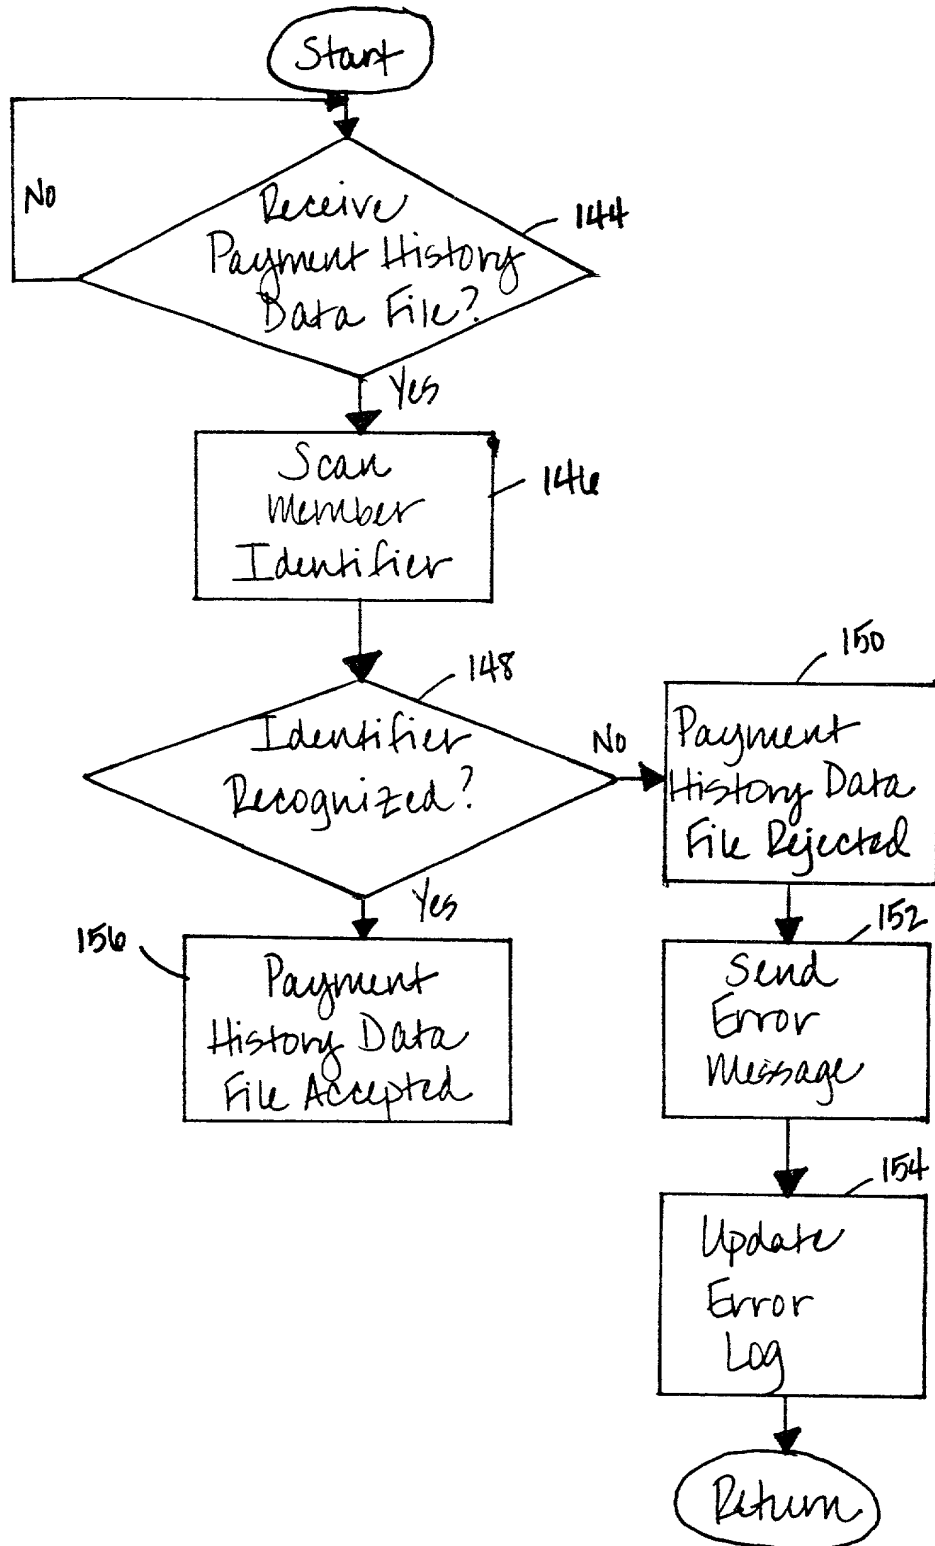 Start
No
Receive
Payment History
Data File?
144
Yes
Scan
Member
Identifier
146
148
Identifier
Recognized?
No
150
Payment
History Data
File Rejected
Yes
156
Payment
History Data
File Accepted
152
Send
Error
Message
154
Update
Error
Log
Return